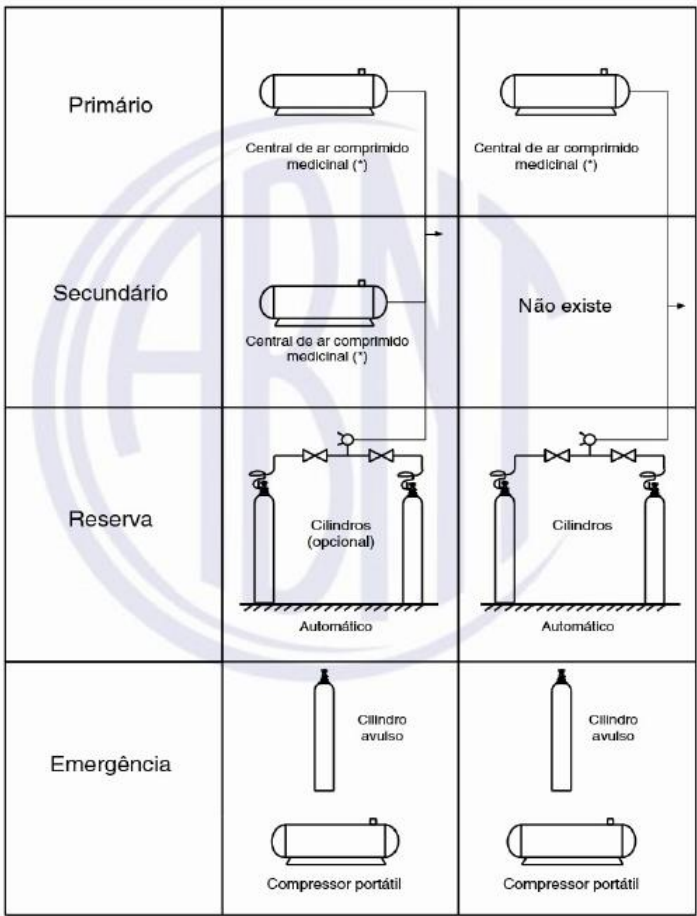 Primário
Central de ar comprimido
medicinal (*)
Central de ar comprimido
medicinal (*)
Secundário
Central de ar comprimido
medicinal (*)
Não existe
Reserva
Cilindros
(opcional)
Automático
Cilindros
Automático
Emergência
Cilindro
avulso
Compressor portátil
Cilindro
avulso
Compressor portátil
ABNT